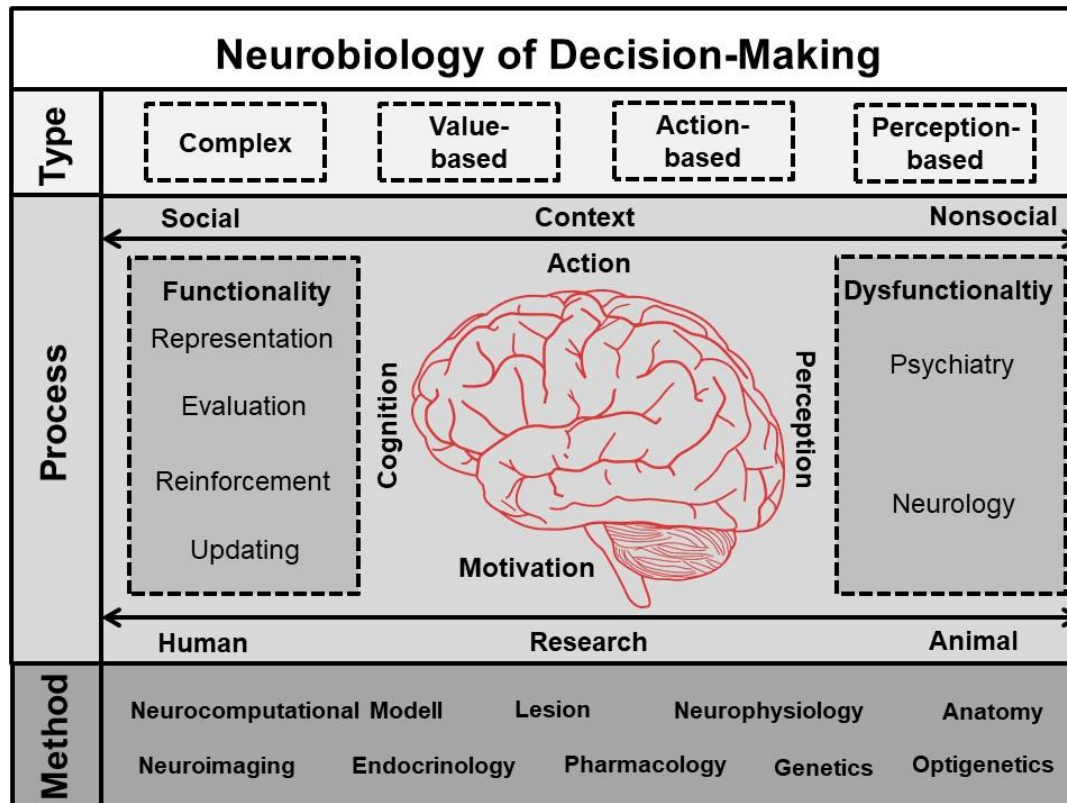 Neurobiology of Decision-Making
Type
Complex
Value-
based
Action-
based
Perception-
based
Process
Social Context Nonsocial
Action
Functionality
Representation
Evaluation
Reinforcement
Updating
Cognition
Motivation
Perception
Dysfunctionaltiy
Psychiatry
Neurology
Human Research Animal
Method
Neurocomputational Modell Lesion Neurophysiology Anatomy
Neuroimaging Endocrinology Pharmacology Genetics Optigenetics